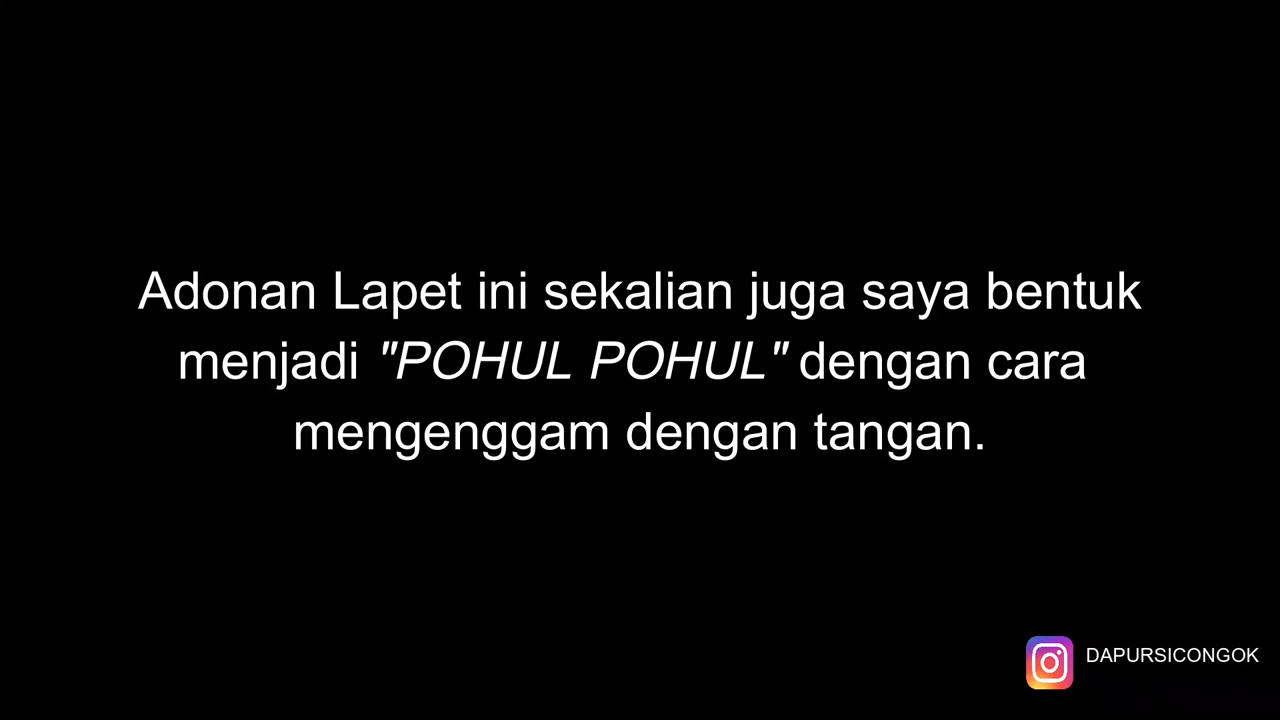 Adonan Lapet ini sekalian juga saya bentuk
menjadi "POHUL POHUL" dengan cara
mengenggam dengan tangan.
DAPURSICONGOK